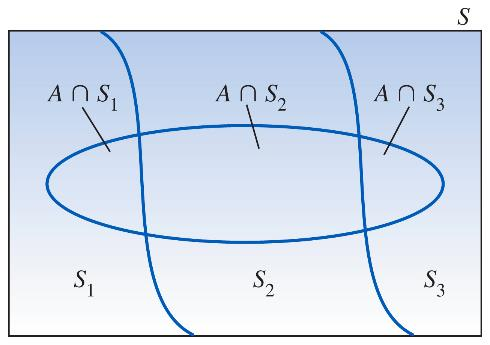 S
A ∩ S₁ A ∩ S₂ A ∩ S₃
S₁ S₂ S₃